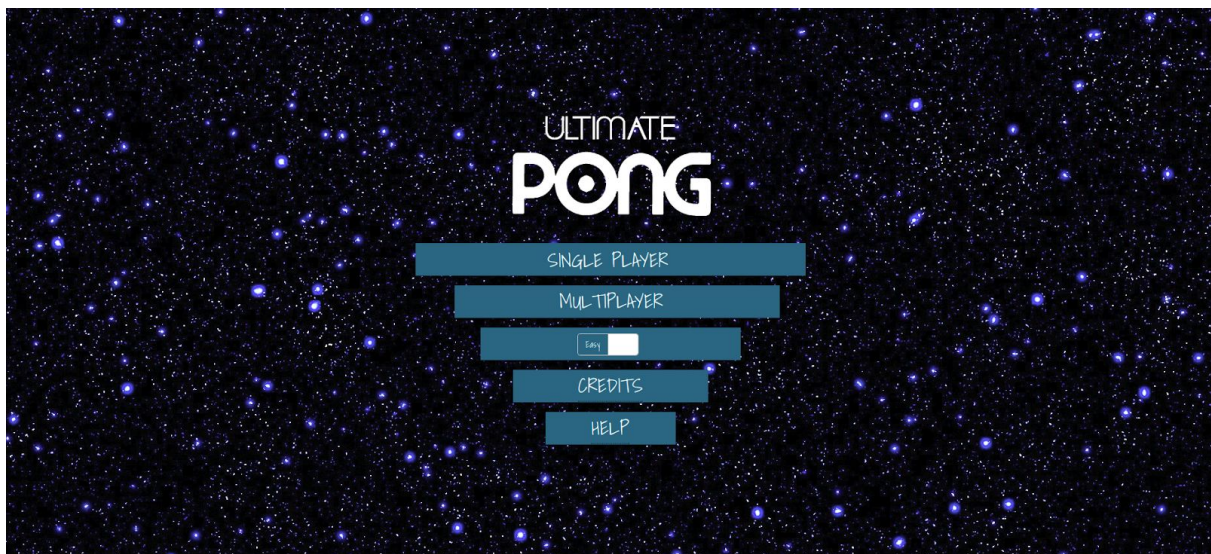 ULTIMATE
PONG
SINGLE PLAYER
MULTIPLAYER
Easy
CREDITS
HELP